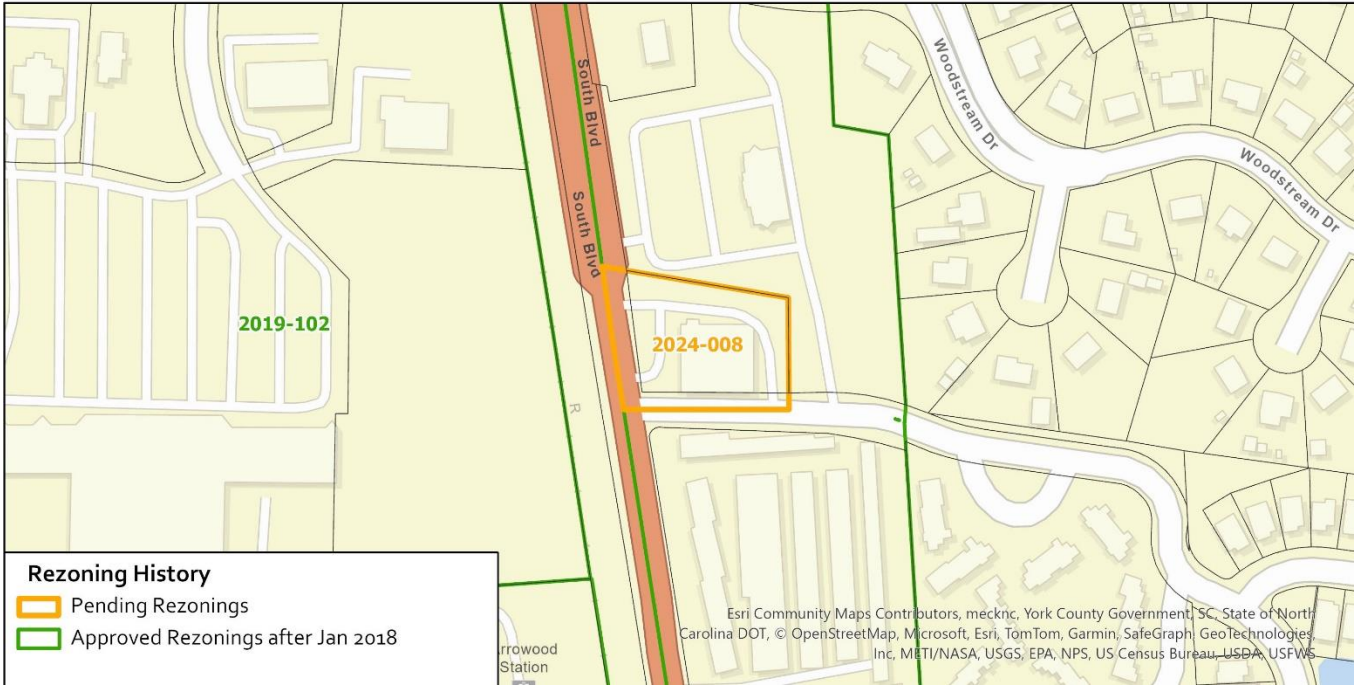 South Blvd
Woodstream Dr
Woodstream Dr
South Blvd
2019-102
2024-008
R
Rezoning History
Pending Rezonings
Approved Rezonings after Jan 2018
rrowood
Station
Esri Community Maps Contributors, mecknc, York County Government, SC, State of North
Carolina DOT, © OpenStreetMap, Microsoft, Esri, TomTom, Garmin, SafeGraph, GeoTechnologies,
Inc, METI/NASA, USGS, EPA, NPS, US Census Bureau, USDA, USFWS